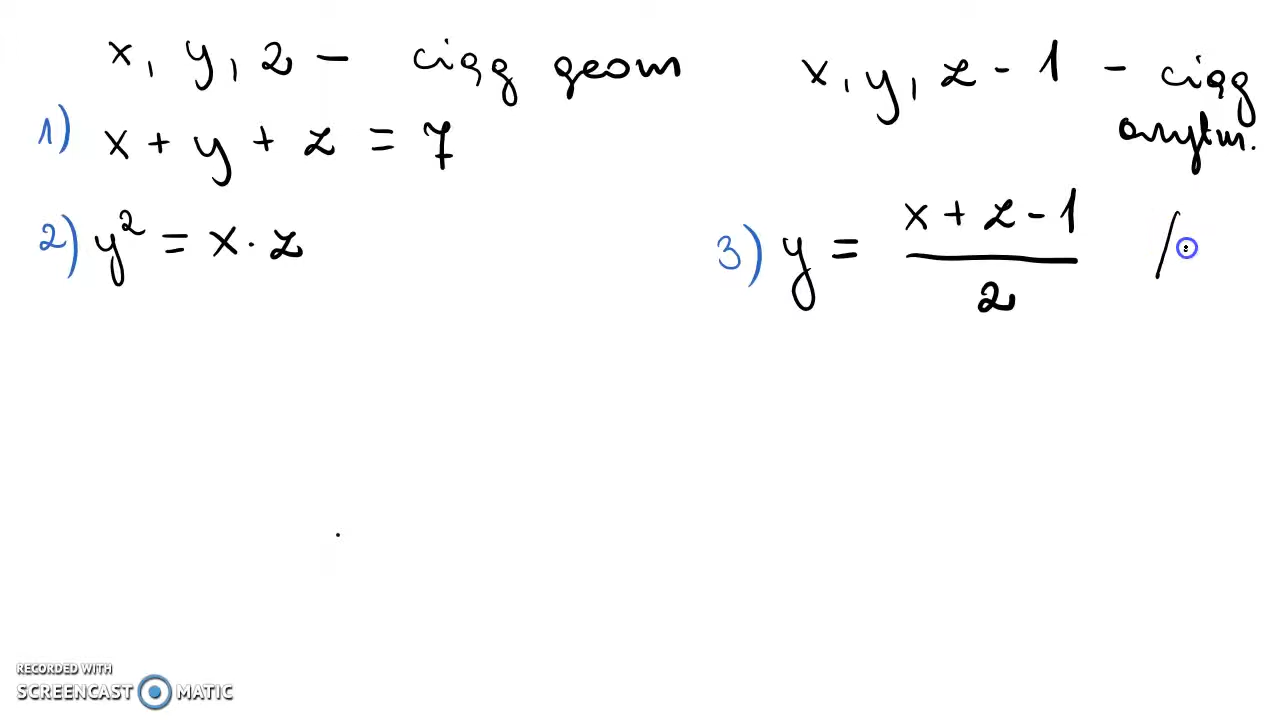 x, y, z - ciąg geom
1) x + y + z = 7
2) y² = x · z
x, y, z - 1 - ciąg
arytm.
3) y = x + z - 1 /
2
RECORDED WITH
SCREENCAST MATIC